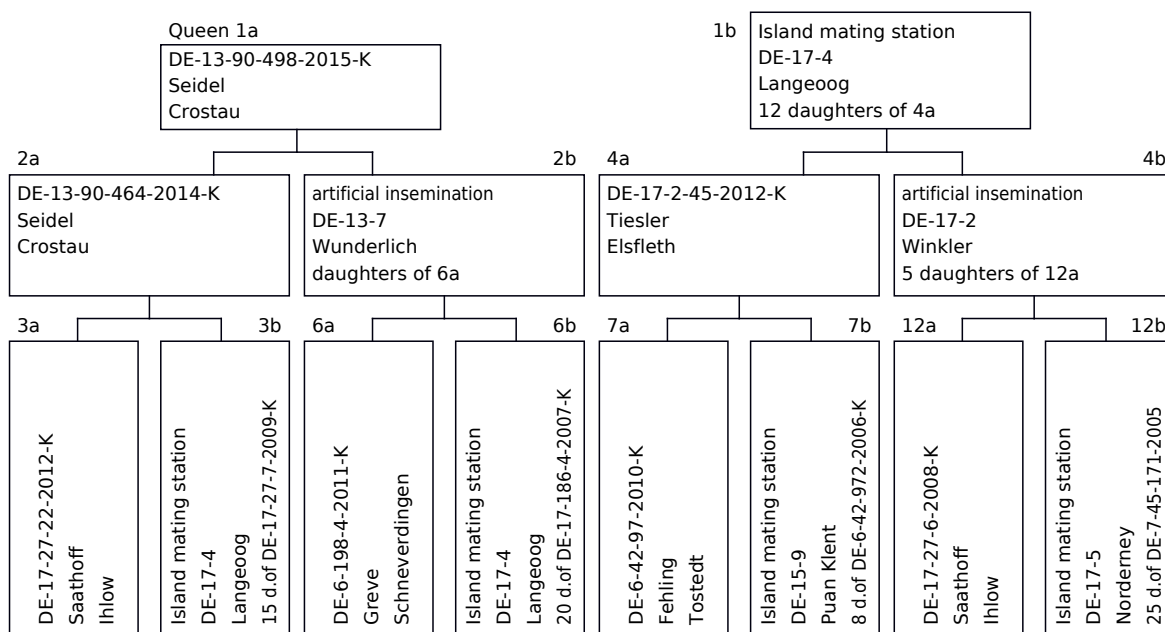 Queen 1a
DE-13-90-498-2015-K
Seidel
Crostau
1b
Island mating station
DE-17-4
Langeoog
12 daughters of 4a
2a
DE-13-90-464-2014-K
Seidel
Crostau
2b
artificial insemination
DE-13-7
Wunderlich
daughters of 6a
4a
DE-17-2-45-2012-K
Tiesler
Elsfleth
4b
artificial insemination
DE-17-2
Winkler
5 daughters of 12a
3a
DE-17-27-22-2012-K
Saathoff
Ihlow
3b
Island mating station
DE-17-4
Langeoog
15 d.of DE-17-27-7-2009-K
6a
DE-6-198-4-2011-K
Greve
Schneverdingen
6b
Island mating station
DE-17-4
Langeoog
20 d.of DE-17-186-4-2007-K
7a
DE-6-42-97-2010-K
Fehling
Tostedt
7b
Island mating station
DE-15-9
Puan Klent
8 d.of DE-6-42-972-2006-K
12a
DE-17-27-6-2008-K
Saathoff
Ihlow
12b
Island mating station
DE-17-5
Norderney
25 d.of DE-7-45-171-2005